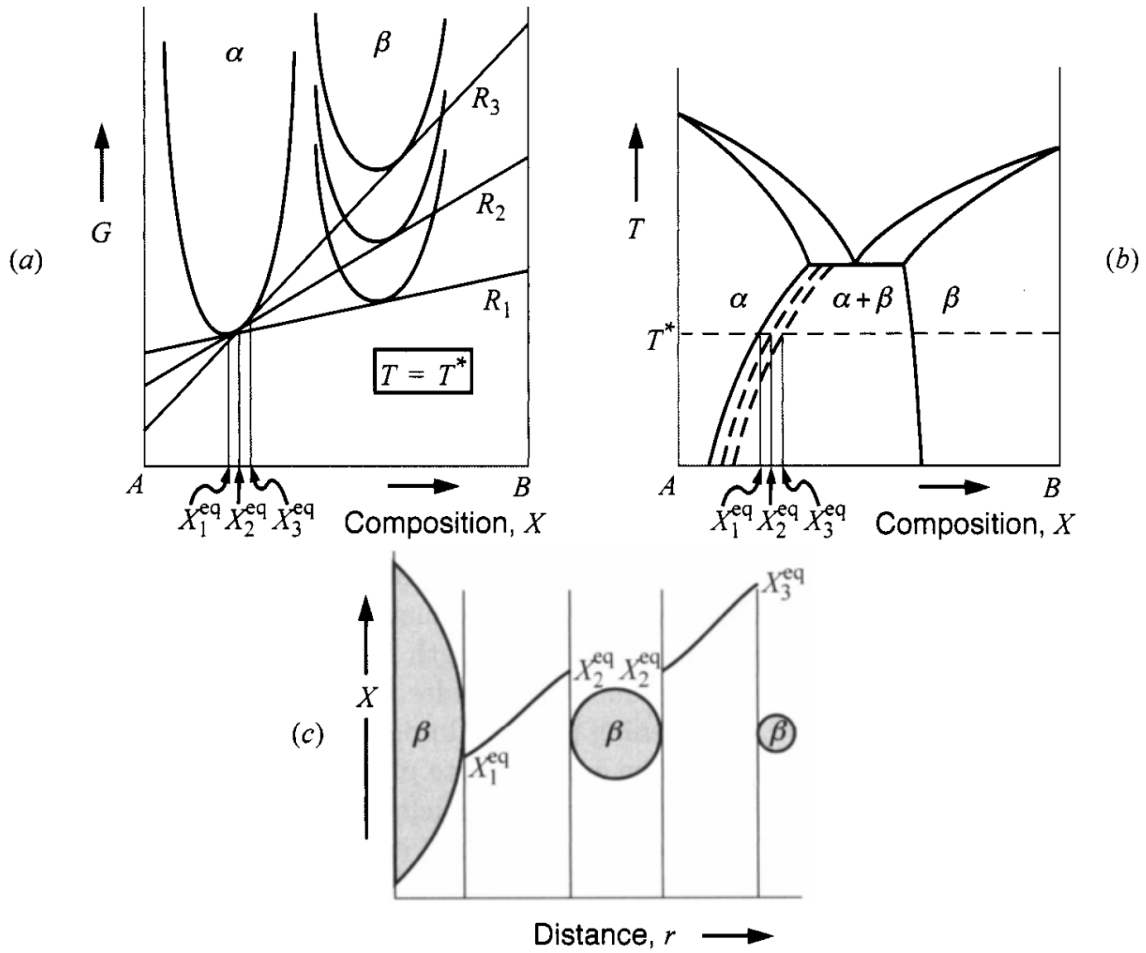 α β
R₃
G
R₂
(a)
R₁
T = T*
A B
X₁ᵉq X₂ᵉq X₃ᵉq
Composition, X
T
(b)
α α + β β
T*
A B
X₁ᵉq X₂ᵉq X₃ᵉq
Composition, X
X₃ᵉq
X
X₂ᵉq X₂ᵉq
(c)
β β β
X₁ᵉq
Distance, r